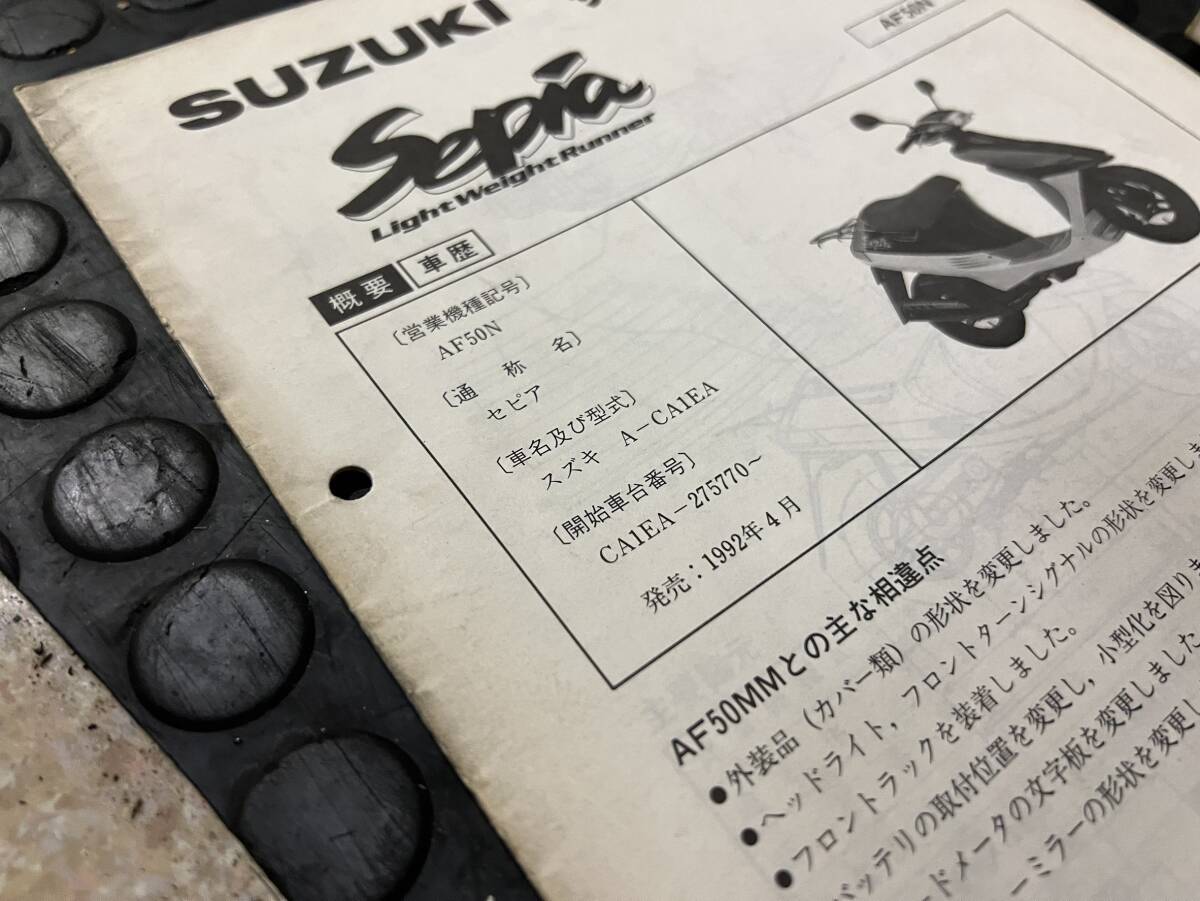 SUZUKI
AF50N
Sepia
Light Weight Runner
概要 車歴
〔営業機種記号〕
AF50N
〔通称名〕
セピア
〔車名及び型式〕
スズキ A-CA1EA
〔開始車台番号〕
CA1EA-275770～
発売：1992年4月
AF50MMとの主な相違点
●外装品（カバー類）の形状を変更しました。
●ヘッドライト，フロントターンシグナルの形状を変更しま
●フロントラックを装着しました。
バッテリの取付位置を変更し，小型化を図りま
ードメータの文字板を変更しました
ーミラーの形状を変更し